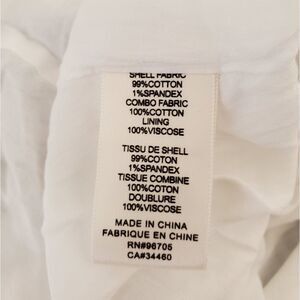 SHELL FABRIC
99%COTTON
1%SPANDEX
COMBO FABRIC
100%COTTON
LINING
100%VISCOSE
TISSU DE SHELL
99%COTON
1%SPANDEX
TISSUE COMBINE
100%COTON
DOUBLURE
100%VISCOSE
MADE IN CHINA
FABRIQUE EN CHINE
RN#96705
CA#34460